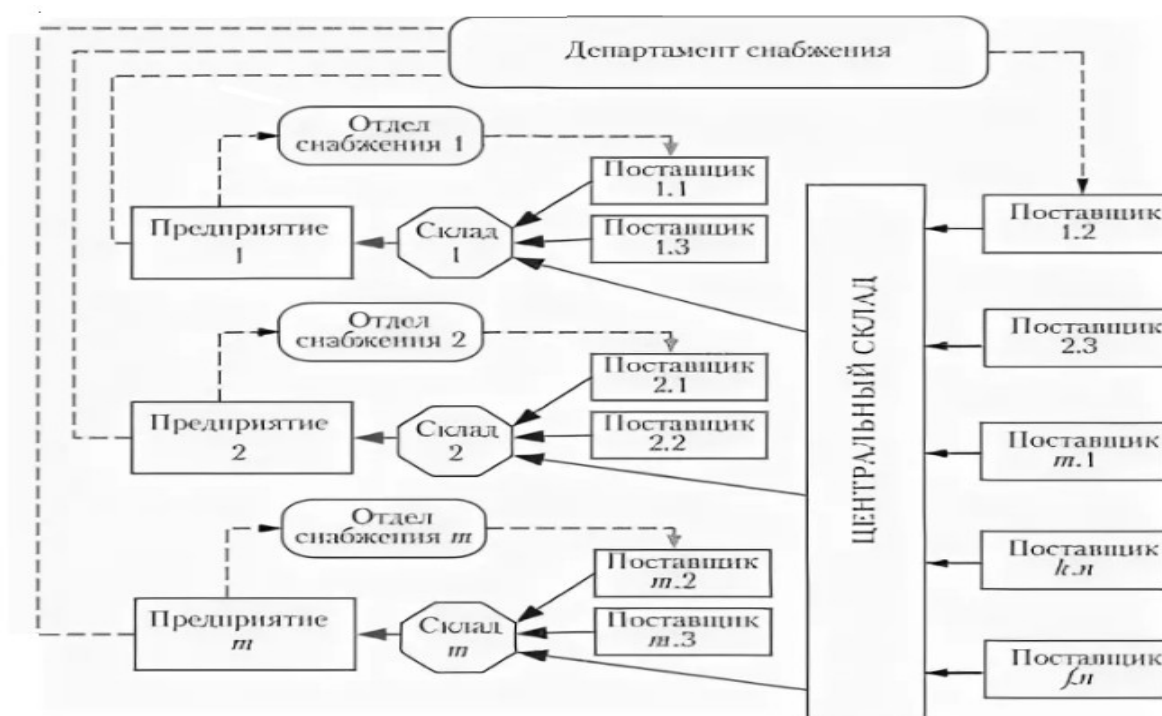 Департамент снабжения
Отдел
снабжения 1
Поставщик
1.1
Предприятие
1
Склад
1
Поставщик
1.3
Поставщик
1.2
Отдел
снабжения 2
Поставщик
2.1
Предприятие
2
Склад
2
Поставщик
2.2
Поставщик
2.3
ЦЕНТРАЛЬНЫЙ СКЛАД
Поставщик
m.1
Отдел
снабжения m
Поставщик
m.2
Предприятие
m
Склад
m
Поставщик
m.3
Поставщик
k.n
Поставщик
f.n